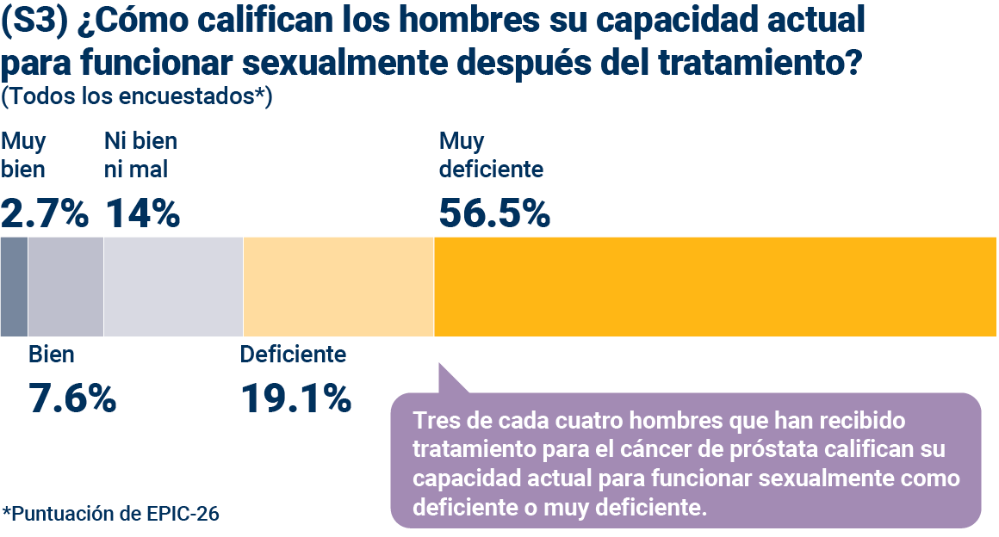 (S3) ¿Cómo califican los hombres su capacidad actual
para funcionar sexualmente después del tratamiento?
(Todos los encuestados*)
Muy
bien
2.7%
Ni bien
ni mal
14%
Muy
deficiente
56.5%
Bien
7.6%
Deficiente
19.1%
Tres de cada cuatro hombres que han recibido
tratamiento para el cáncer de próstata califican su
capacidad actual para funcionar sexualmente como
deficiente o muy deficiente.
*Puntuación de EPIC-26